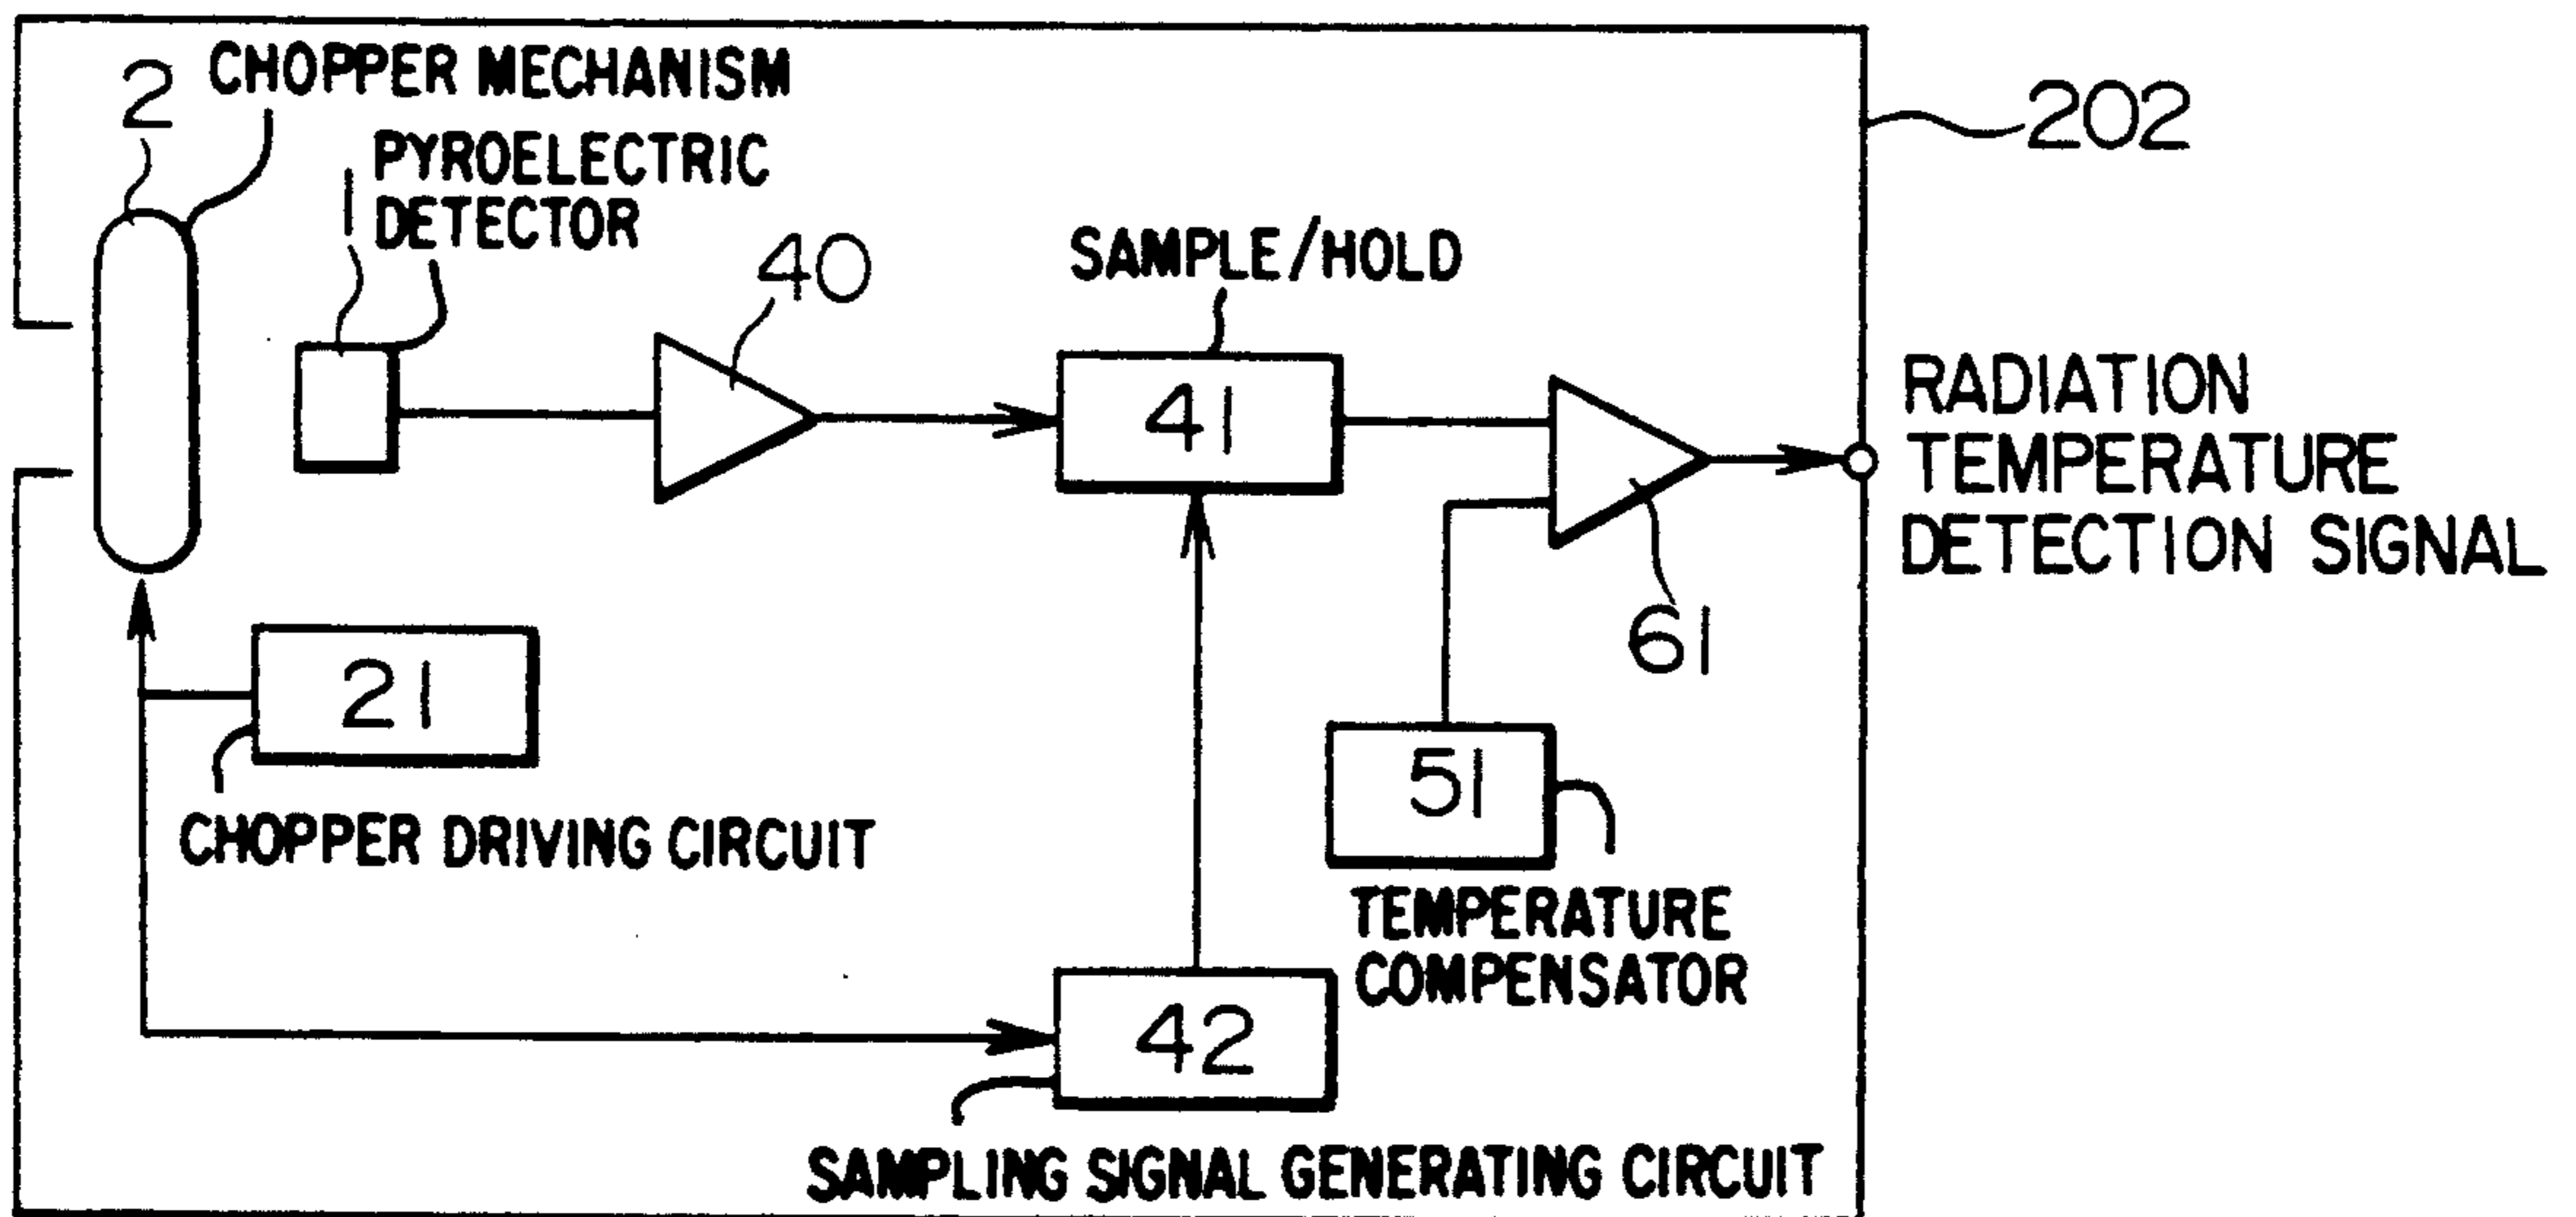 2
CHOPPER MECHANISM
1
PYROELECTRIC
DETECTOR
202
40
SAMPLE/HOLD
41
61
RADIATION
TEMPERATURE
DETECTION SIGNAL
21
CHOPPER DRIVING CIRCUIT
51
TEMPERATURE
COMPENSATOR
42
SAMPLING SIGNAL GENERATING CIRCUIT